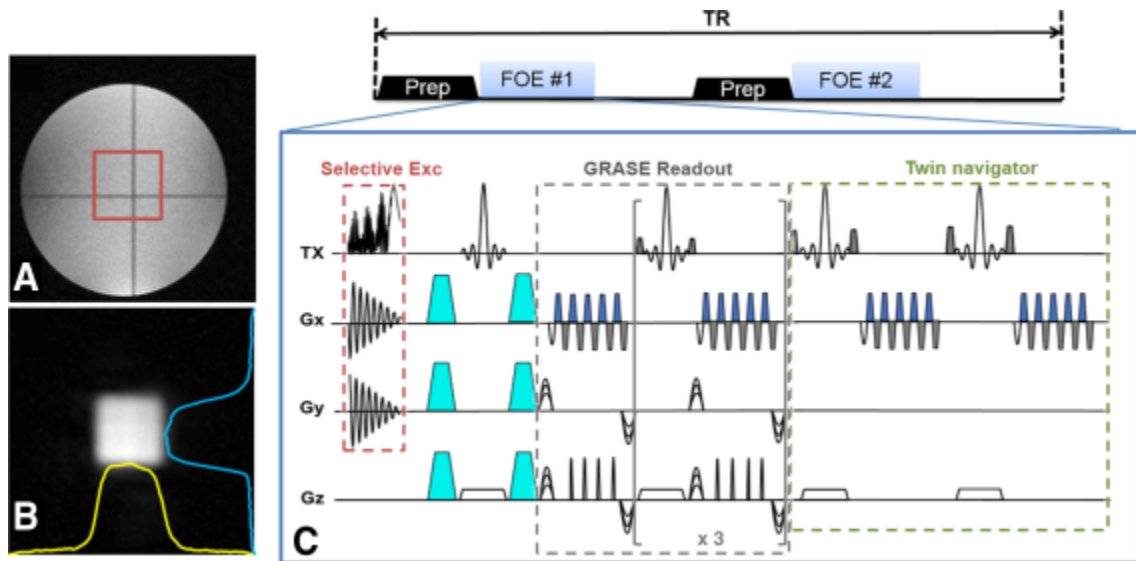 TR
Prep
FOE #1
Prep
FOE #2
Selective Exc
GRASE Readout
Twin navigator
TX
Gx
Gy
Gz
x 3
A
B
C